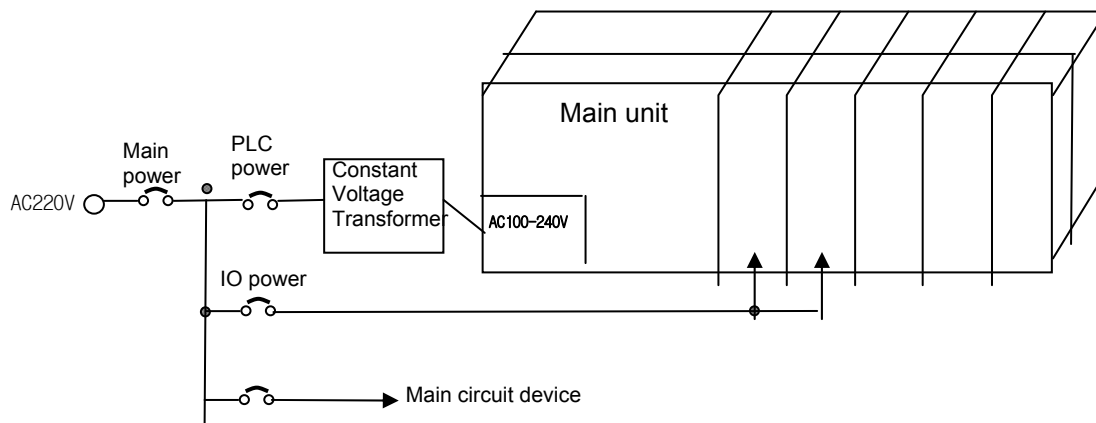 Main unit
Main
power
PLC
power
Constant
Voltage
Transformer
AC220V
AC100-240V
IO power
Main circuit device